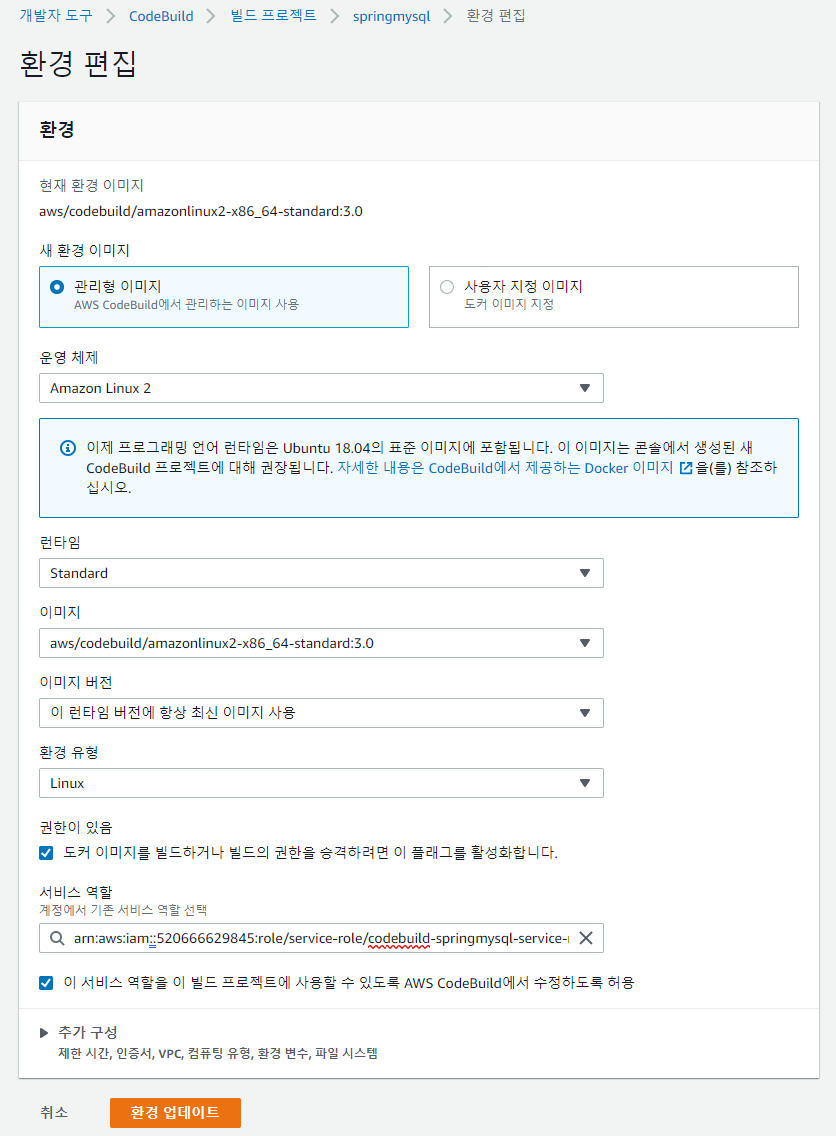 개발자 도구 > CodeBuild > 빌드 프로젝트 > springmysql > 환경 편집
환경 편집
환경
현재 환경 이미지
aws/codebuild/amazonlinux2-x86_64-standard:3.0
새 환경 이미지
관리형 이미지
AWS CodeBuild에서 관리하는 이미지 사용
사용자 지정 이미지
도커 이미지 지정
운영 체제
Amazon Linux 2
이제 프로그래밍 언어 런타임은 Ubuntu 18.04의 표준 이미지에 포함됩니다. 이 이미지는 콘솔에서 생성된 새
CodeBuild 프로젝트에 대해 권장됩니다. 자세한 내용은 CodeBuild에서 제공하는 Docker 이미지 을(를) 참조하
십시오.
런타임
Standard
이미지
aws/codebuild/amazonlinux2-x86_64-standard:3.0
이미지 버전
이 런타임 버전에 항상 최신 이미지 사용
환경 유형
Linux
권한이 있음
도커 이미지를 빌드하거나 빌드의 권한을 승격하려면 이 플래그를 활성화합니다.
서비스 역할
계정에서 기존 서비스 역할 선택
arn:aws:iam::520666629845:role/service-role/codebuild-springmysql-service-
이 서비스 역할을 이 빌드 프로젝트에 사용할 수 있도록 AWS CodeBuild에서 수정하도록 허용
추가 구성
제한 시간, 인증서, VPC, 컴퓨팅 유형, 환경 변수, 파일 시스템
취소
환경 업데이트